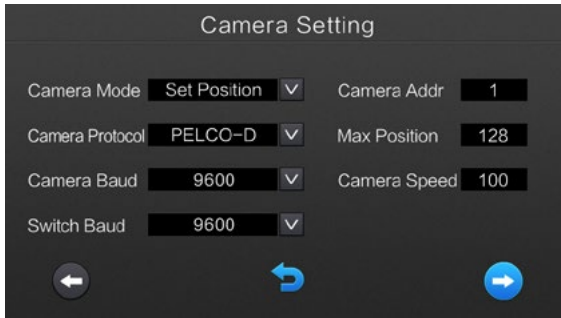 Camera Setting
Camera Mode Set Position Camera Addr 1
Camera Protocol PELCO-D Max Position 128
Camera Baud 9600 Camera Speed 100
Switch Baud 9600